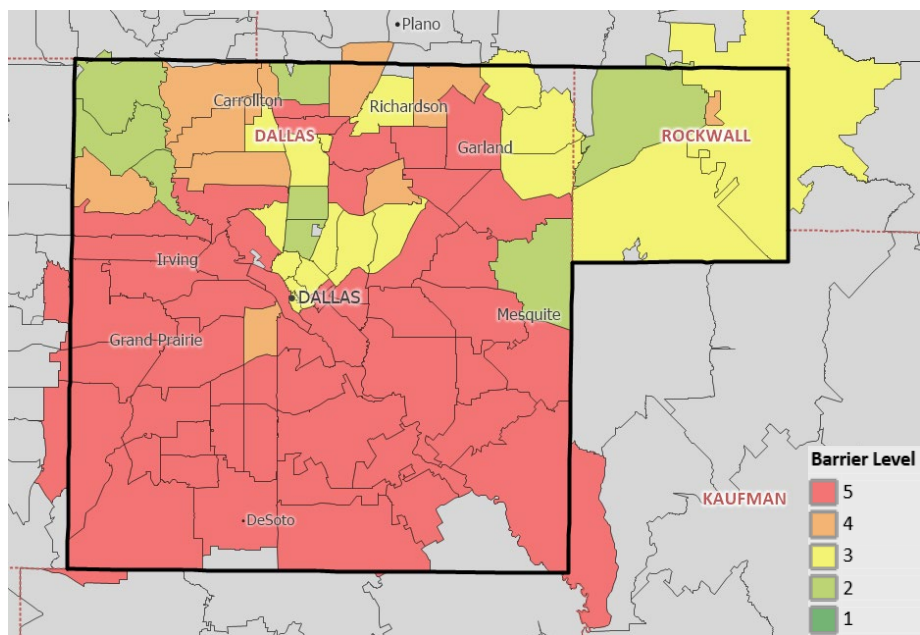 Plano
Carrollton
Richardson
DALLAS
ROCKWALL
Garland
Irving
DALLAS
Mesquite
Grand Prairie
Barrier Level
5
4
KAUFMAN
DeSoto
3
2
1